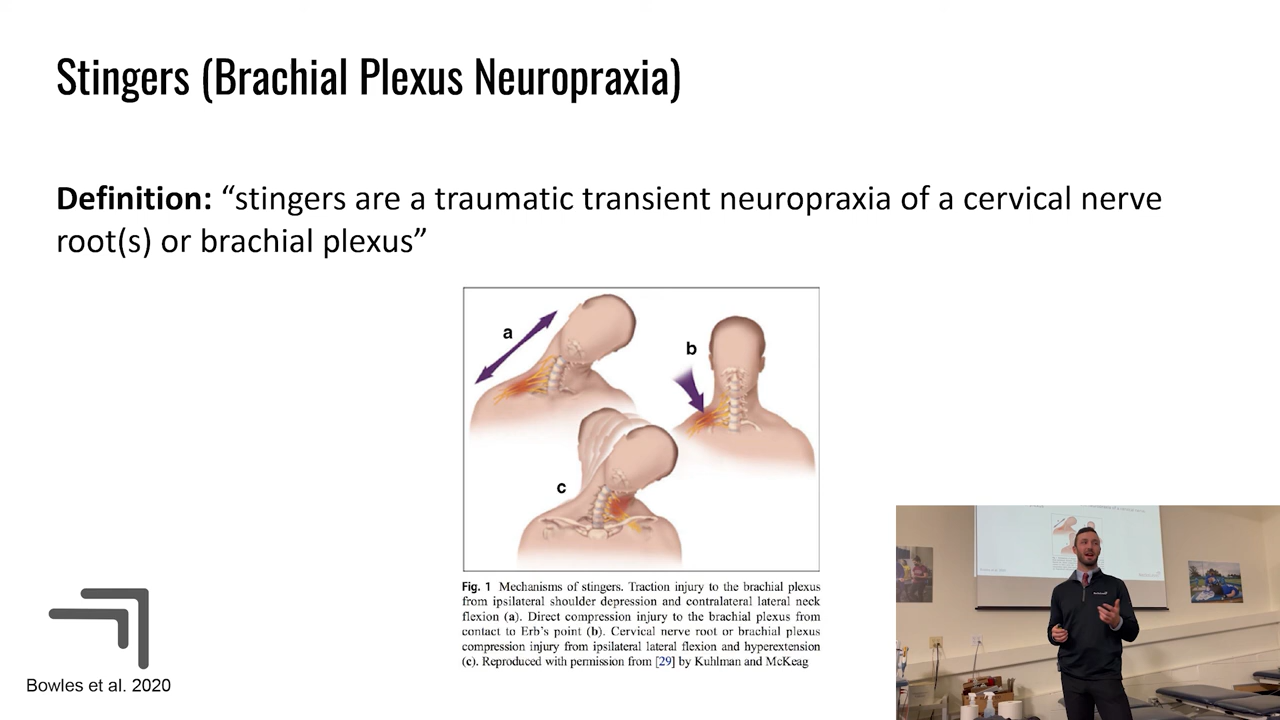 Stingers (Brachial Plexus Neuropraxia)
Definition: “stingers are a traumatic transient neuropraxia of a cervical nerve
root(s) or brachial plexus”
a
b
c
Fig. 1 Mechanisms of stingers. Traction injury to the brachial plexus
from ipsilateral shoulder depression and contralateral lateral neck
flexion (a). Direct compression injury to the brachial plexus from
contact to Erb's point (b). Cervical nerve root or brachial plexus
compression injury from ipsilateral lateral flexion and hyperextension
(c). Reproduced with permission from [29] by Kuhlman and McKeag
Bowles et al. 2020